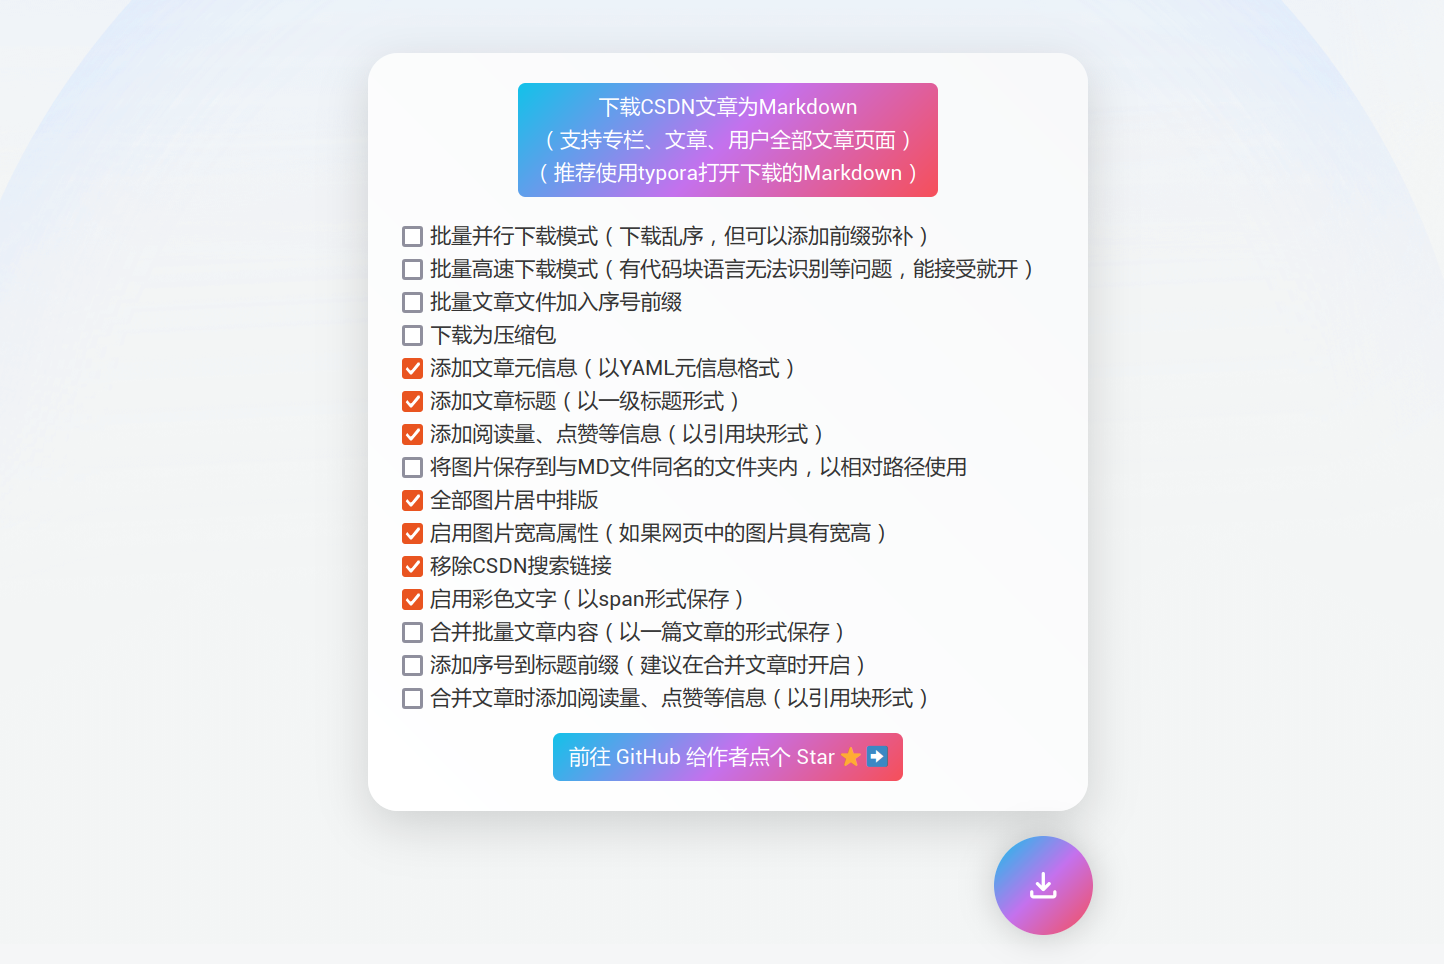 下载CSDN文章为Markdown
（支持专栏、文章、用户全部文章页面）
（推荐使用typora打开下载的Markdown）
批量并行下载模式（下载乱序，但可以添加前缀弥补）
批量高速下载模式（有代码块语言无法识别等问题，能接受就开）
批量文章文件加入序号前缀
下载为压缩包
添加文章元信息（以YAML元信息格式）
添加文章标题（以一级标题形式）
添加阅读量、点赞等信息（以引用块形式）
将图片保存到与MD文件同名的文件夹内，以相对路径使用
全部图片居中排版
启用图片宽高属性（如果网页中的图片具有宽高）
移除CSDN搜索链接
启用彩色文字（以span形式保存）
合并批量文章内容（以一篇文章的形式保存）
添加序号到标题前缀（建议在合并文章时开启）
合并文章时添加阅读量、点赞等信息（以引用块形式）
前往 GitHub 给作者点个 Star ⭐➡️